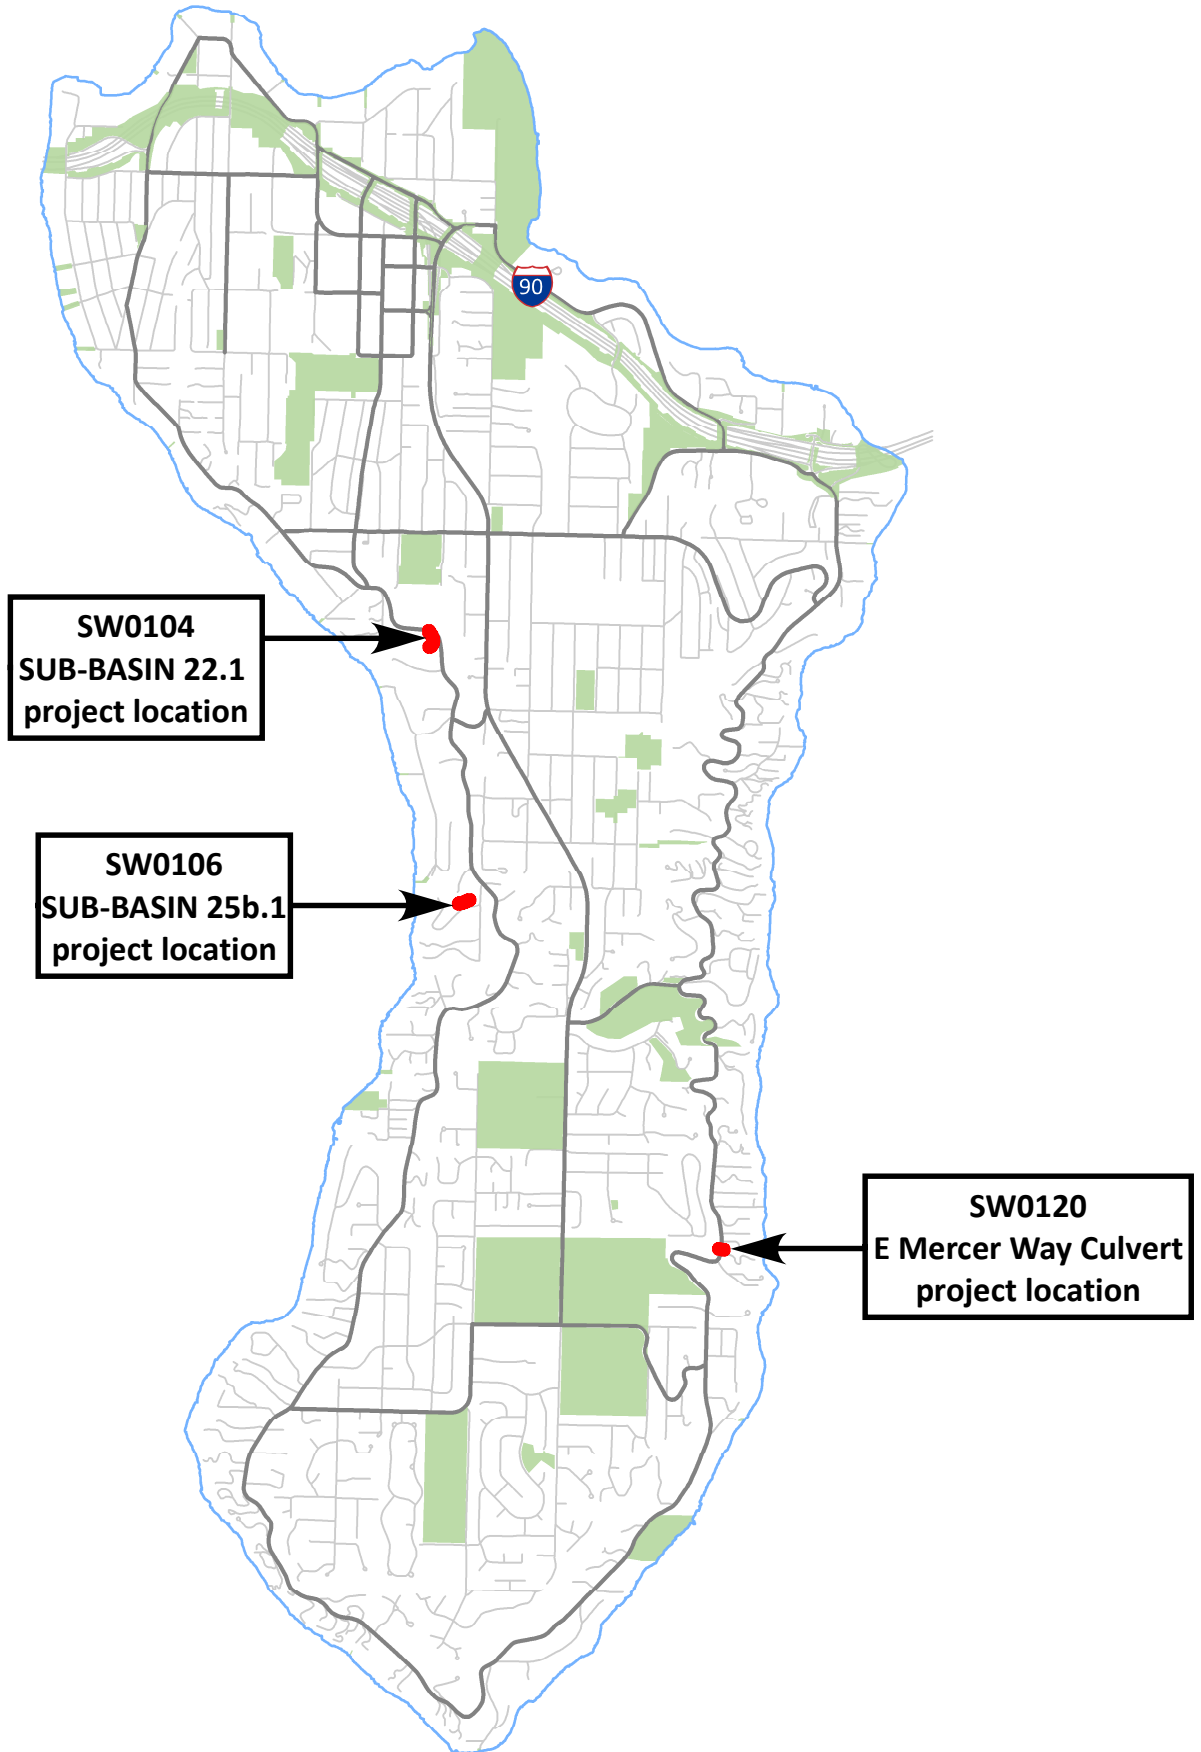 90
SW0104
SUB-BASIN 22.1
project location
SW0106
SUB-BASIN 25b.1
project location
SW0120
E Mercer Way Culvert
project location